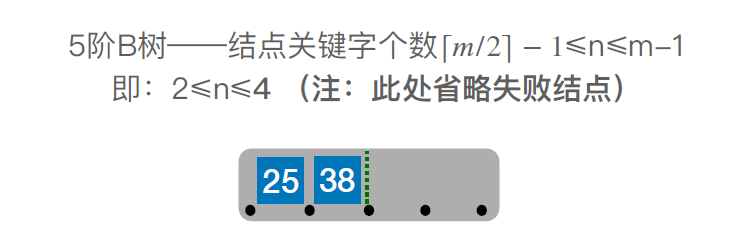 5阶B树——结点关键字个数⌈m/2⌉ − 1≤n≤m–1
即：2≤n≤4 （注：此处省略失败结点）
25 38